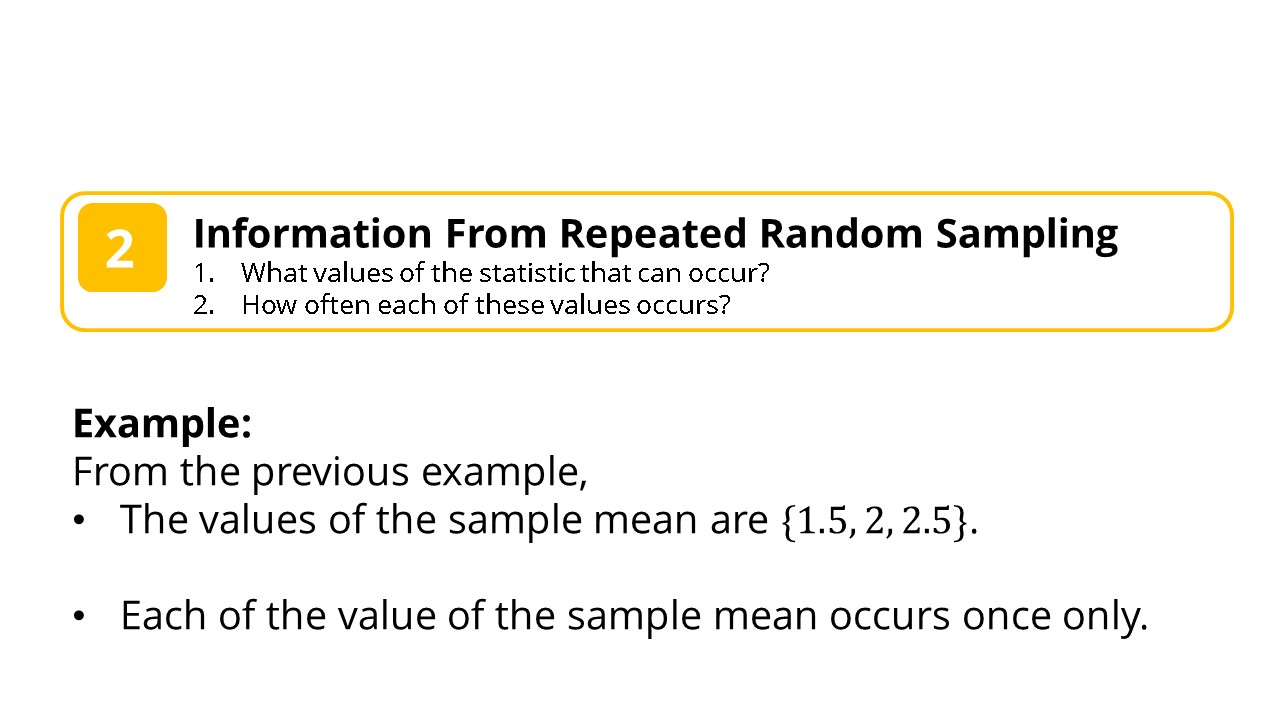 2
Information From Repeated Random Sampling
1. What values of the statistic that can occur?
2. How often each of these values occurs?
Example:
From the previous example,
• The values of the sample mean are {1.5, 2, 2.5}.
• Each of the value of the sample mean occurs once only.